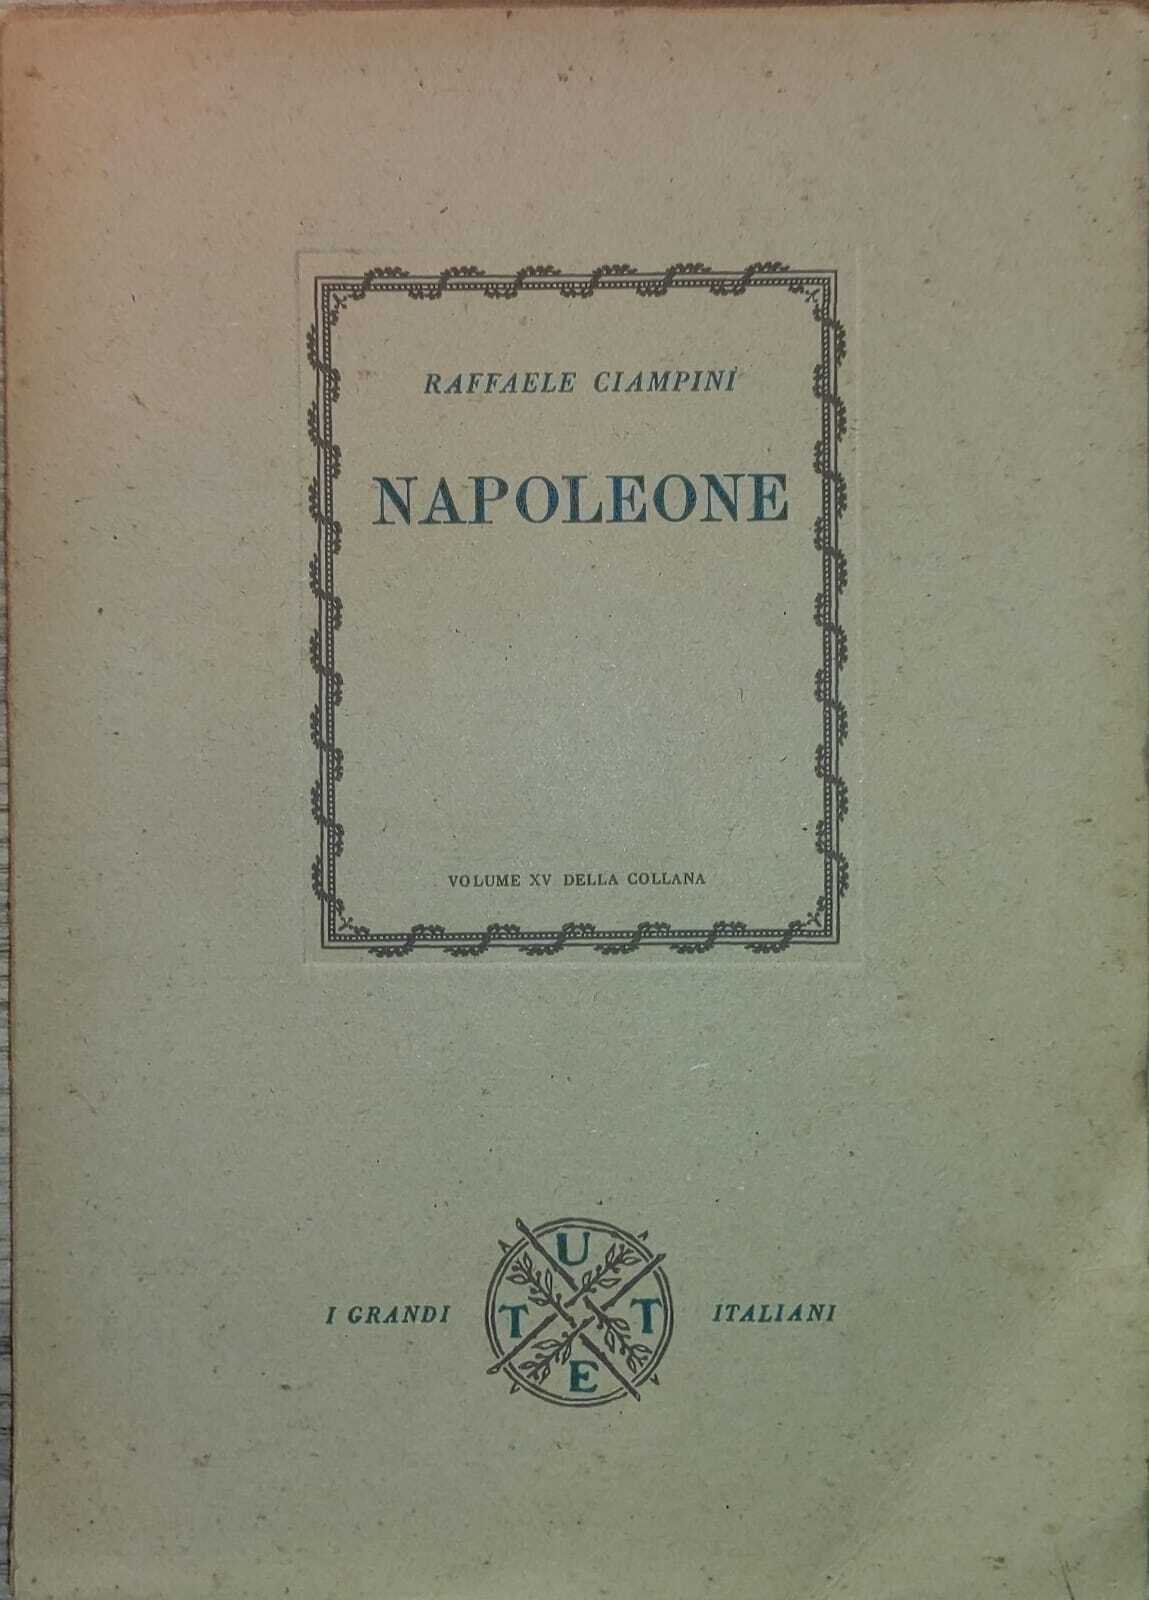 RAFFAELE CIAMPINI
NAPOLEONE
VOLUME XV DELLA COLLANA
I GRANDI
U
T T
E
ITALIANI